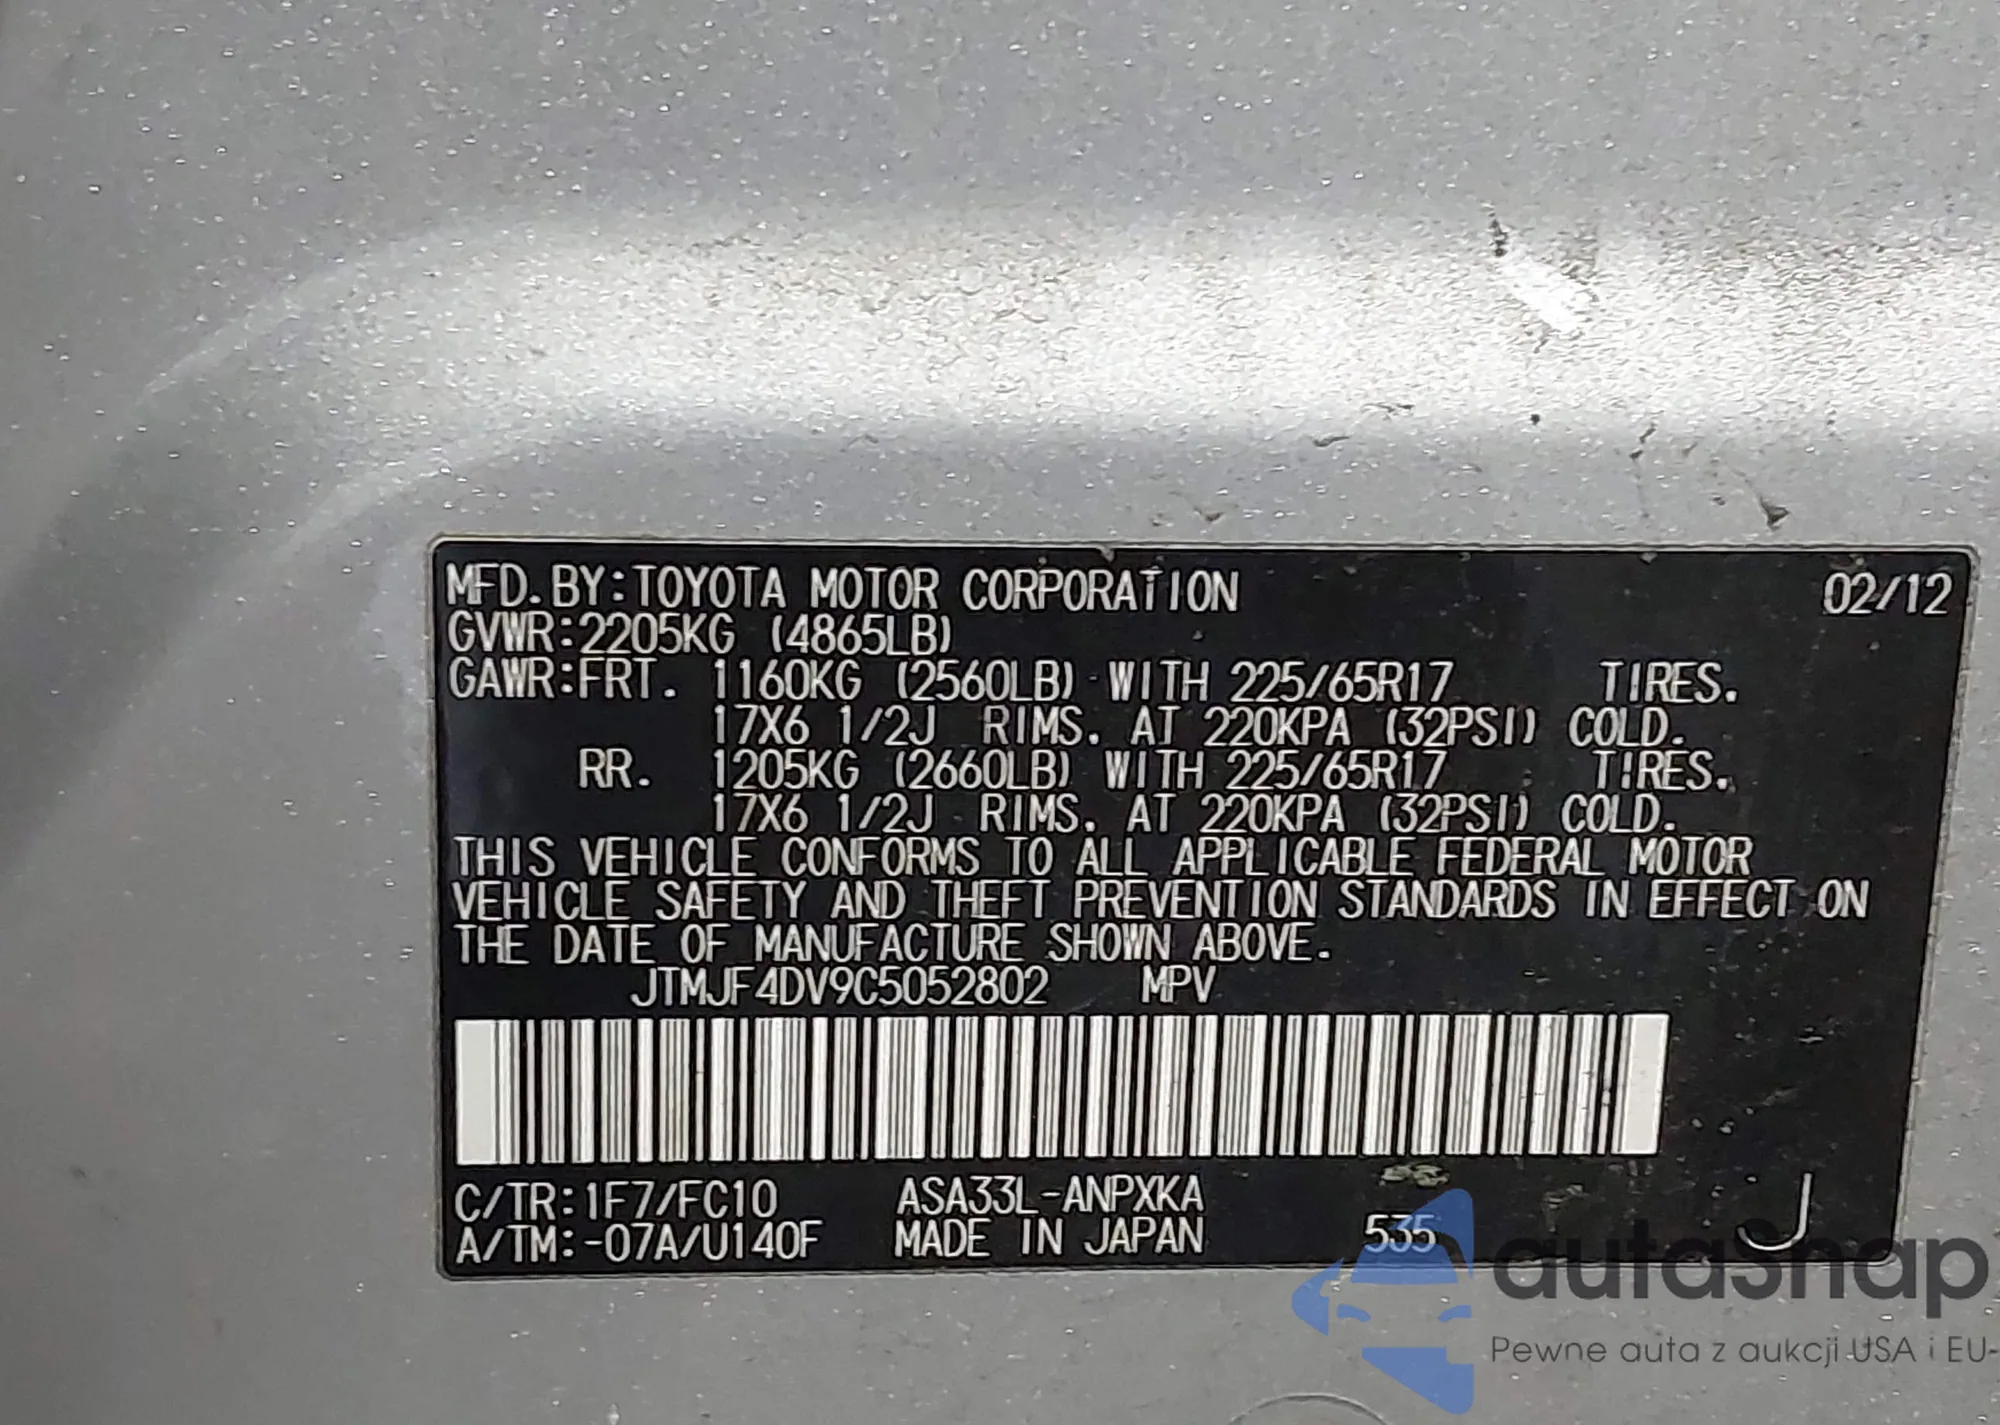 MFD. BY: TOYOTA MOTOR CORPORATION 02/12
GVWR: 2205KG (4865LB)
GAWR: FRT. 1160KG (2560LB) WITH 225/65R17 TIRES.
17X6 1/2J RIMS. AT 220KPA (32PSI) COLD.
RR. 1205KG (2660LB) WITH 225/65R17 TIRES.
17X6 1/2J RIMS. AT 220KPA (32PSI) COLD.
THIS VEHICLE CONFORMS TO ALL APPLICABLE FEDERAL MOTOR
VEHICLE SAFETY AND THEFT PREVENTION STANDARDS IN EFFECT ON
THE DATE OF MANUFACTURE SHOWN ABOVE.
JTMJF4DV9C5052802 MPV
C/TR: 1F7/FC10 ASA33L-ANPXKA
A/TM: -07A/U140F MADE IN JAPAN 535 J
autaSnap
Pewne auta z aukcji USA i EU-